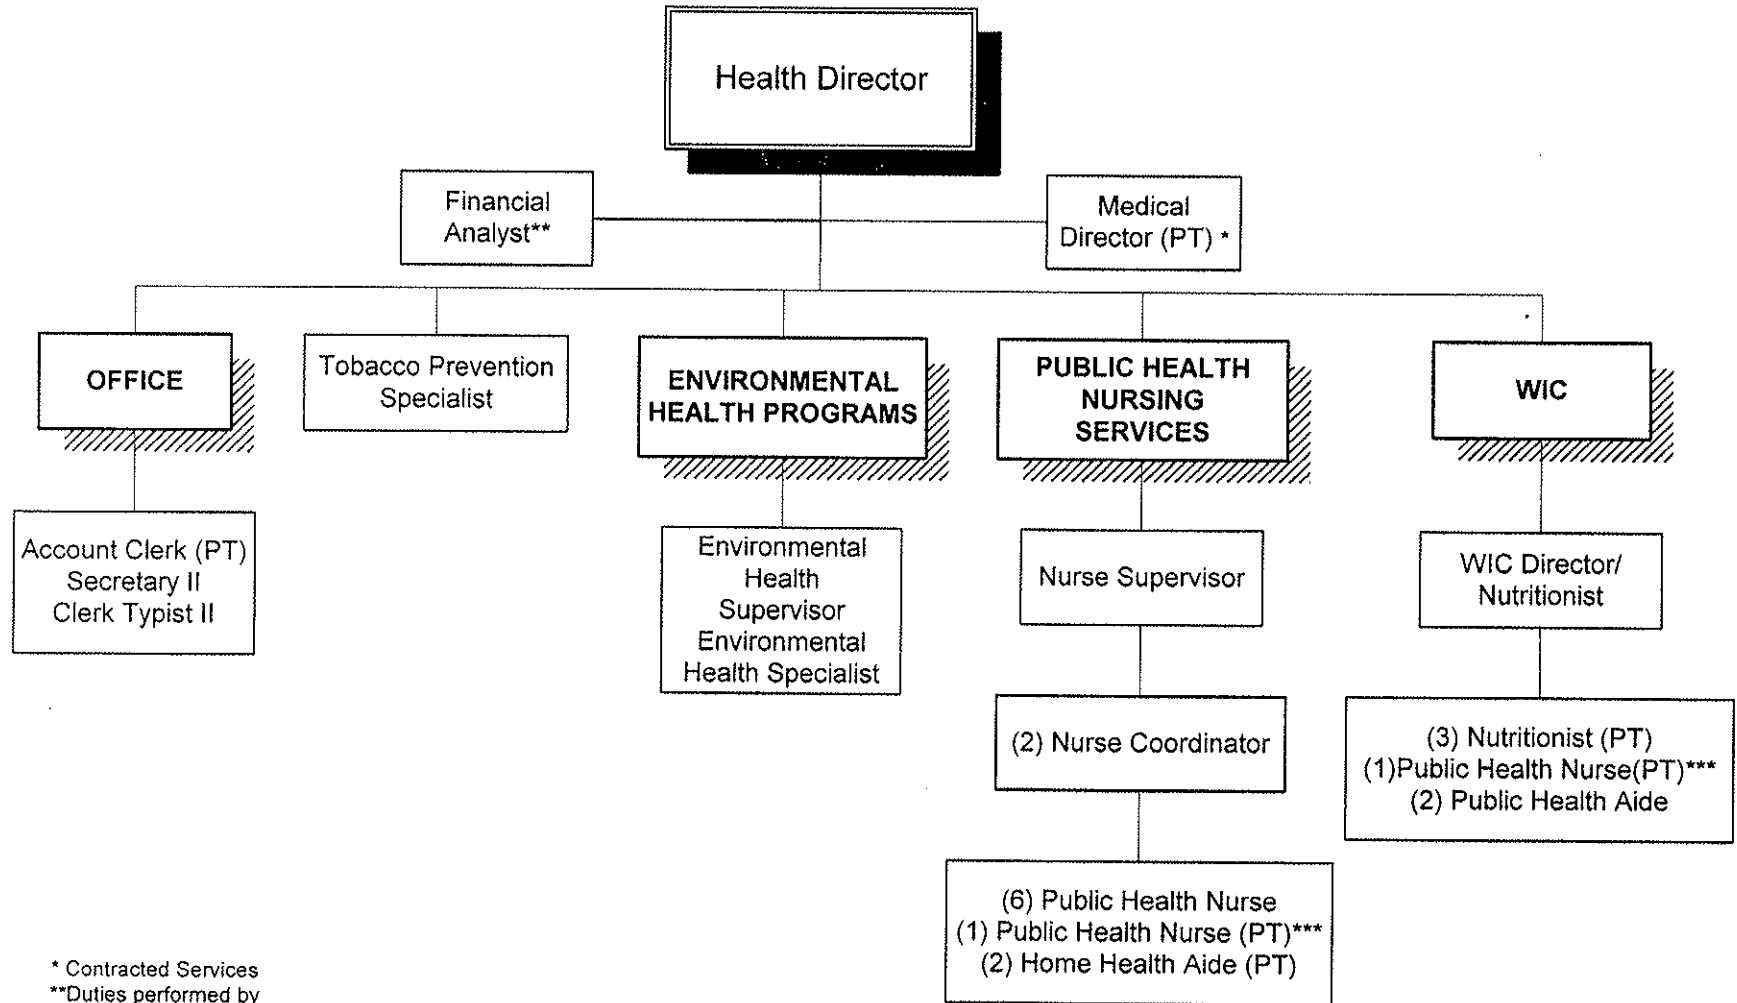 Health Director
Financial
Analyst**
Medical
Director (PT) *
OFFICE
Tobacco Prevention
Specialist
ENVIRONMENTAL
HEALTH PROGRAMS
PUBLIC HEALTH
NURSING
SERVICES
WIC
Account Clerk (PT)
Secretary II
Clerk Typist II
Environmental
Health
Supervisor
Environmental
Health Specialist
Nurse Supervisor
WIC Director/
Nutritionist
(2) Nurse Coordinator
(3) Nutritionist (PT)
(1)Public Health Nurse(PT)***
(2) Public Health Aide
(6) Public Health Nurse
(1) Public Health Nurse (PT)***
(2) Home Health Aide (PT)
* Contracted Services
**Duties performed by